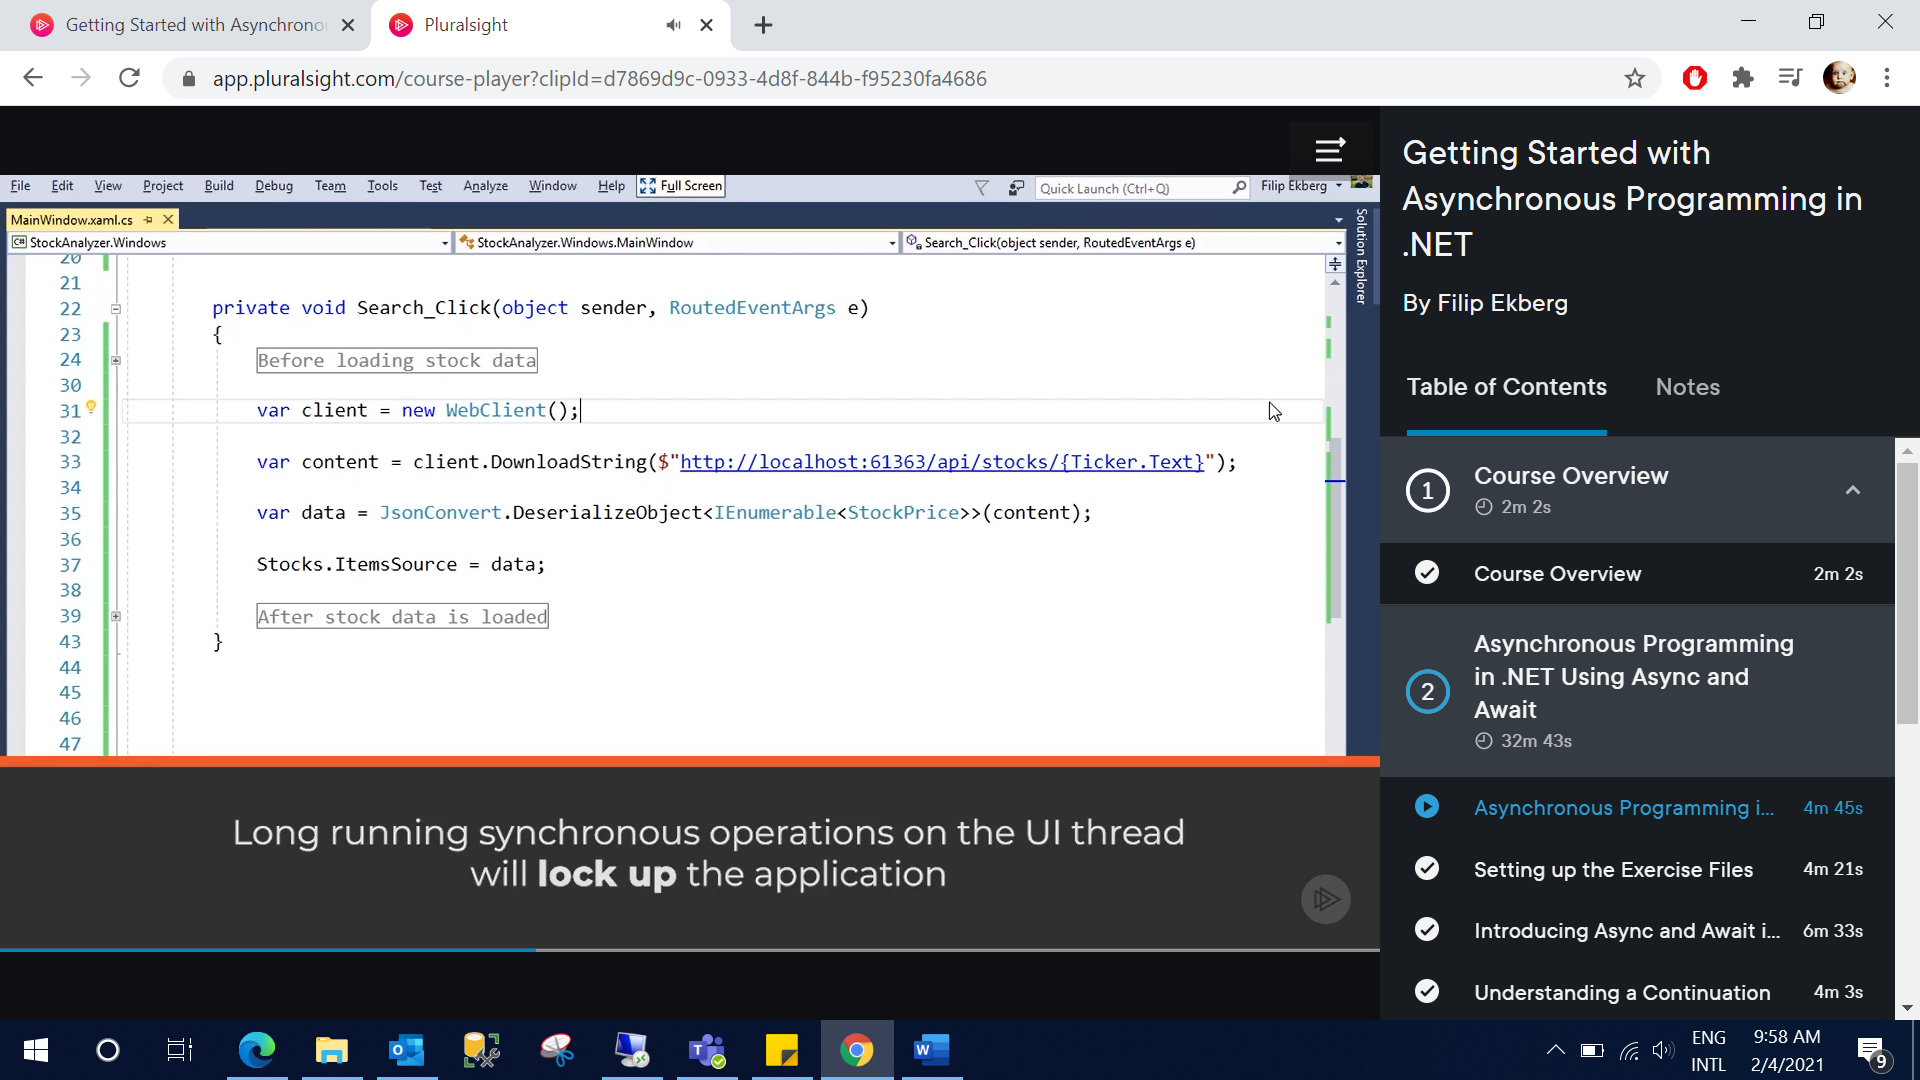 Getting Started with Asynchrono
Pluralsight
app.pluralsight.com/course-player?clipId=d7869d9c-0933-4d8f-844b-f95230fa4686
File Edit View Project Build Debug Team Tools Test Analyze Window Help Full Screen
Quick Launch (Ctrl+Q)
Filip Ekberg
MainWindow.xaml.cs
C# StockAnalyzer.Windows
StockAnalyzer.Windows.MainWindow
Search_Click(object sender, RoutedEventArgs e)
Solution Explorer
20
21
22 private void Search_Click(object sender, RoutedEventArgs e)
23 {
24 Before loading stock data
30
31 var client = new WebClient();
32
33 var content = client.DownloadString($"http://localhost:61363/api/stocks/{Ticker.Text}");
34
35 var data = JsonConvert.DeserializeObject<IEnumerable<StockPrice>>(content);
36
37 Stocks.ItemsSource = data;
38
39 After stock data is loaded
43 }
44
45
46
47
Long running synchronous operations on the UI thread
will lock up the application
Getting Started with
Asynchronous Programming in
.NET
By Filip Ekberg
Table of Contents
Notes
1
Course Overview
2m 2s
Course Overview 2m 2s
2
Asynchronous Programming
in .NET Using Async and
Await
32m 43s
Asynchronous Programming i... 4m 45s
Setting up the Exercise Files 4m 21s
Introducing Async and Await i... 6m 33s
Understanding a Continuation 4m 3s
ENG
INTL
9:58 AM
2/4/2021
9